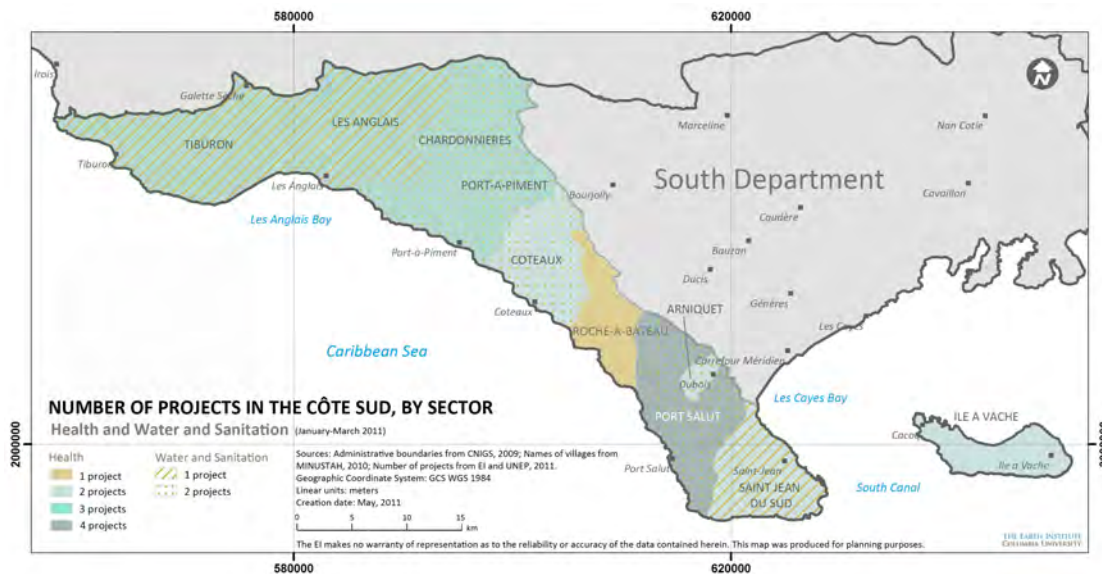 580000
620000
Irois
Galette Sèche
Marceline
Nan Cotie
N
TIBURON
LES ANGLAIS
CHARDONNIERES
Tiburon
Les Anglais
PORT-A-PIMENT
Bourjolly
South Department
Cavaillon
Les Anglais Bay
Caudère
Port-à-Piment
COTEAUX
Bauzan
Ducis
Coteaux
ARNIQUET
Générès
ROCHE-A-BATEAU
Les Cayes
Caribbean Sea
Carrefour Méridien
Dubois
Les Cayes Bay
NUMBER OF PROJECTS IN THE CÔTE SUD, BY SECTOR
Health and Water and Sanitation (January-March 2011)
PORT SALUT
ILE A VACHE
2000000
Health
Water and Sanitation
1 project
2 projects
3 projects
4 projects
1 project
2 projects
Sources: Administrative boundaries from CNIGS, 2009; Names of villages from
MINUSTAH, 2010; Number of projects from EI and UNEP, 2011.
Geographic Coordinate System: GCS WGS 1984
Linear units: meters
Creation date: May, 2011
0 5 10 15
km
Port Salut
Saint-Jean
SAINT JEAN
DU SUD
Ile a Vache
South Canal
The EI makes no warranty of representation as to the reliability or accuracy of the data contained herein. This map was produced for planning purposes.
THE EARTH INSTITUTE
COLUMBIA UNIVERSITY
580000
620000